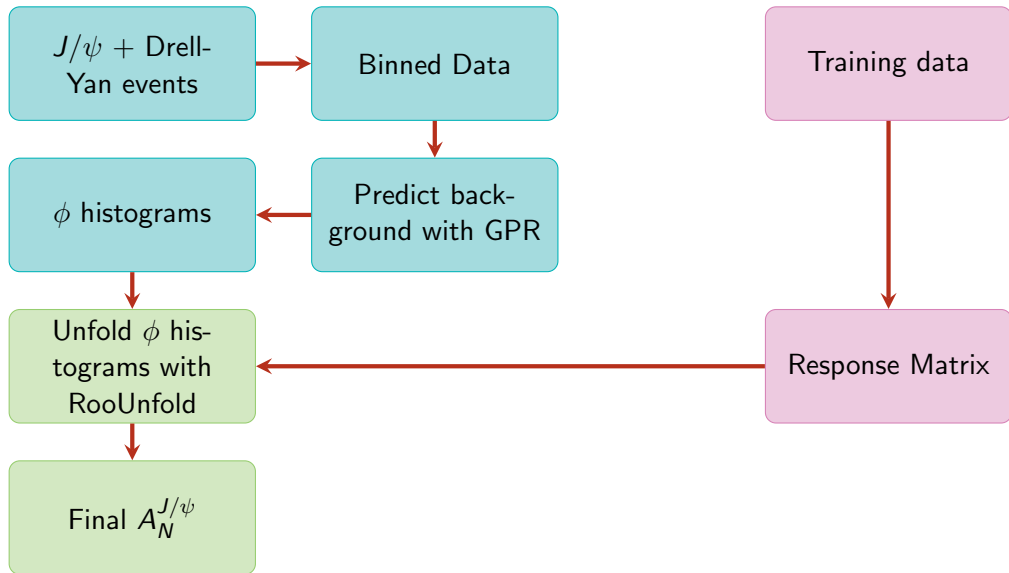 J/ψ + Drell-
Yan events
Binned Data
Training data
ϕ histograms
Predict back-
ground with GPR
Unfold ϕ his-
tograms with
RooUnfold
Response Matrix
Final A_N^{J/ψ}